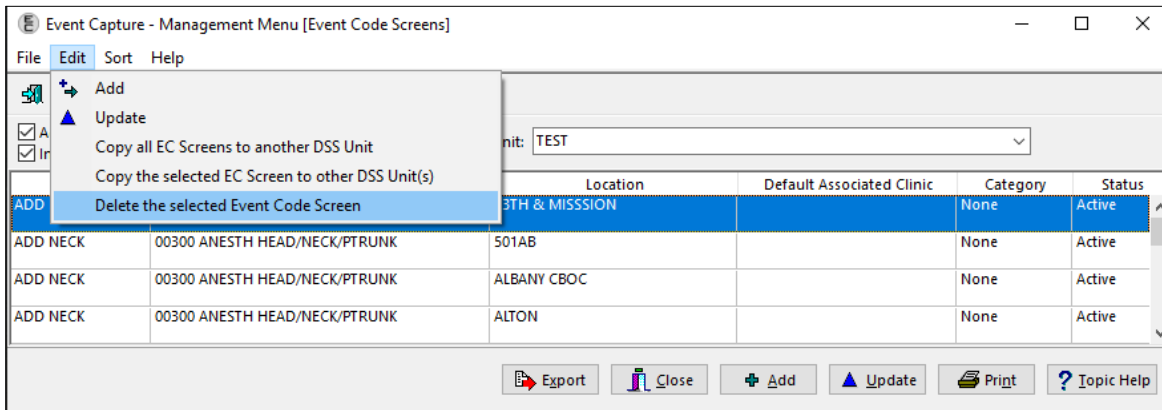 Event Capture - Management Menu [Event Code Screens]
File Edit Sort Help
Add
Update
Copy all EC Screens to another DSS Unit
Copy the selected EC Screen to other DSS Unit(s)
Delete the selected Event Code Screen
A
In
nit: TEST
Location Default Associated Clinic Category Status
ADD 3TH & MISSSION None Active
ADD NECK 00300 ANESTH HEAD/NECK/PTRUNK 501AB None Active
ADD NECK 00300 ANESTH HEAD/NECK/PTRUNK ALBANY CBOC None Active
ADD NECK 00300 ANESTH HEAD/NECK/PTRUNK ALTON None Active
Export Close Add Update Print ? Topic Help